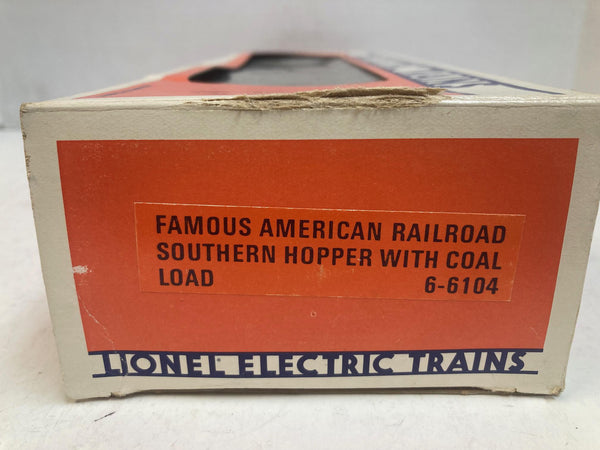 FAMOUS AMERICAN RAILROAD
SOUTHERN HOPPER WITH COAL
LOAD 6-6104
LIONEL ELECTRIC TRAINS